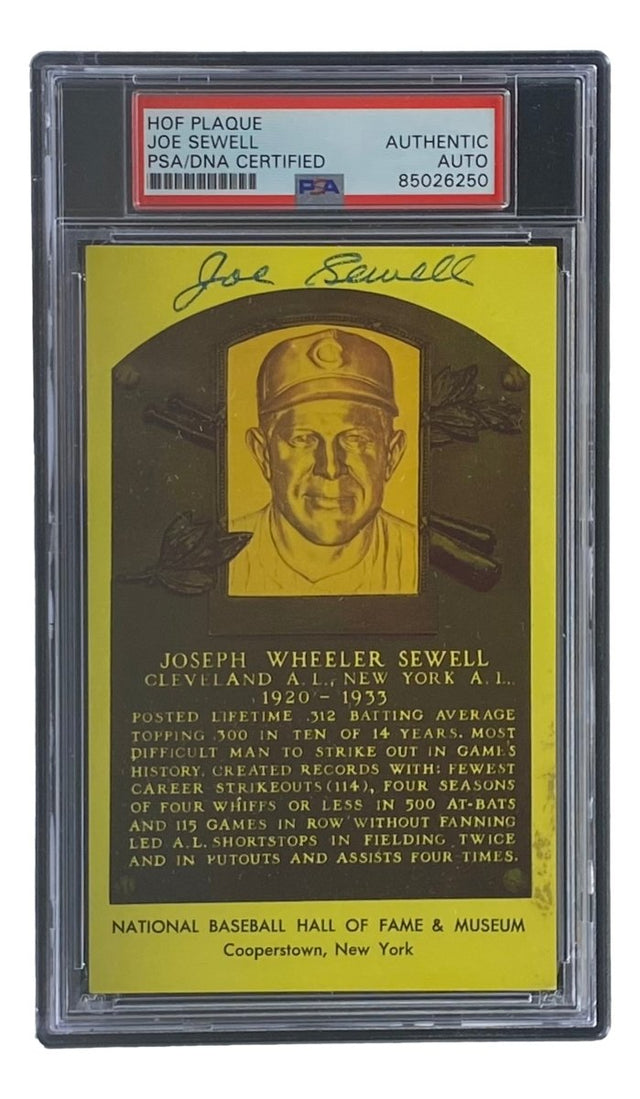 HOF PLAQUE
JOE SEWELL AUTHENTIC
PSA/DNA CERTIFIED AUTO
PSA 85026250
Joe Sewell
C
JOSEPH WHEELER SEWELL
CLEVELAND A.L., NEW YORK A.L.
1920 - 1933
POSTED LIFETIME .312 BATTING AVERAGE
TOPPING .300 IN TEN OF 14 YEARS. MOST
DIFFICULT MAN TO STRIKE OUT IN GAME'S
HISTORY. CREATED RECORDS WITH: FEWEST
CAREER STRIKEOUTS (114), FOUR SEASONS
OF FOUR WHIFFS OR LESS IN 500 AT-BATS
AND 115 GAMES IN ROW WITHOUT FANNING
LED A.L. SHORTSTOPS IN FIELDING TWICE
AND IN PUTOUTS AND ASSISTS FOUR TIMES.
NATIONAL BASEBALL HALL OF FAME & MUSEUM
Cooperstown, New York